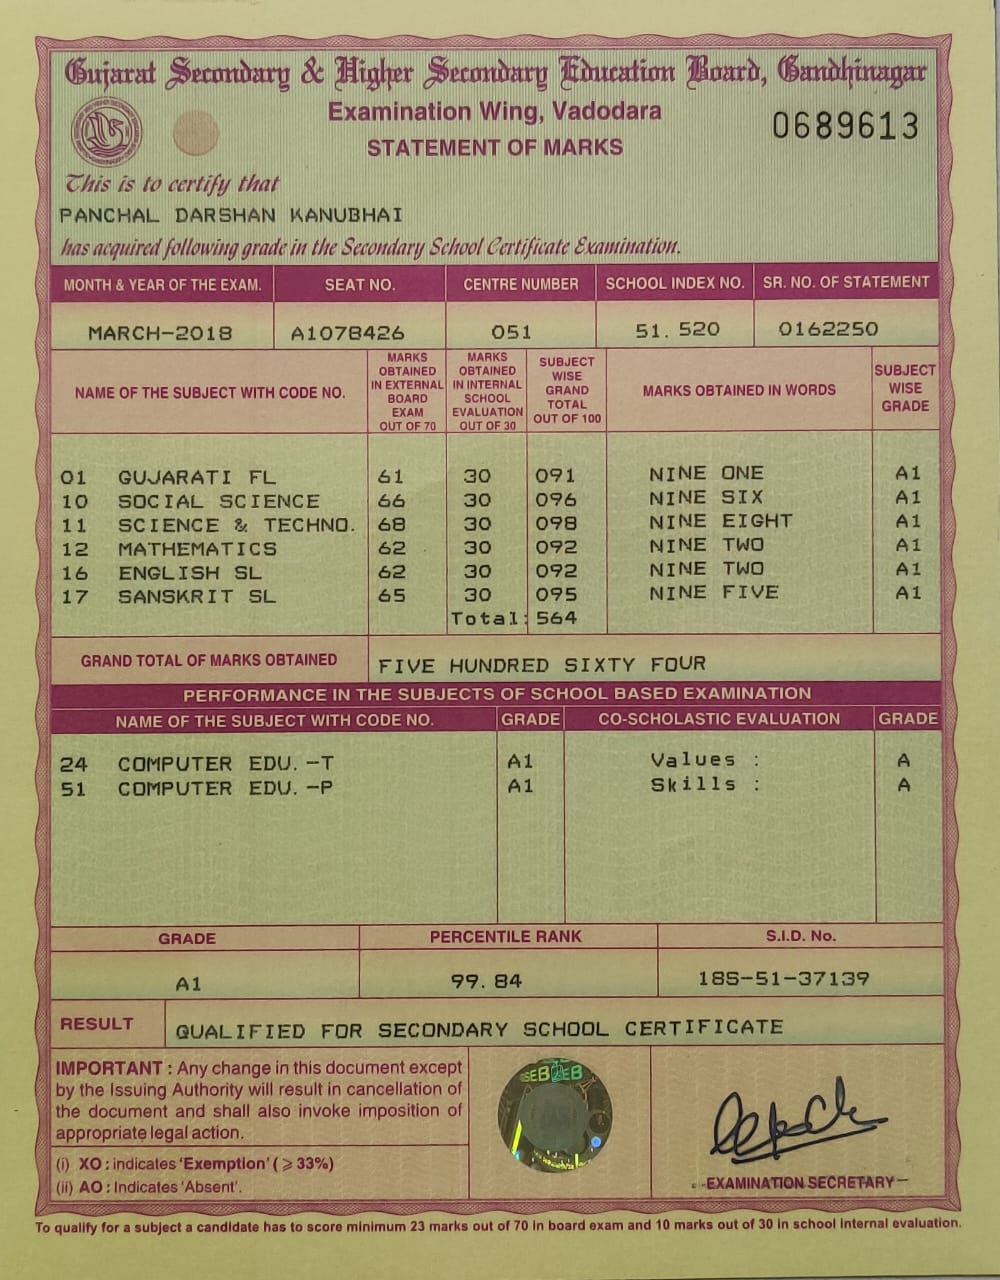 Gujarat Secondary & Higher Secondary Education Board, Gandhinagar
Examination Wing, Vadodara
0689613
STATEMENT OF MARKS
This is to certify that
PANCHAL DARSHAN KANUBHAI
has acquired following grade in the Secondary School Certificate Examination.
MONTH & YEAR OF THE EXAM. SEAT NO. CENTRE NUMBER SCHOOL INDEX NO. SR. NO. OF STATEMENT
MARCH-2018 A1078426 051 51. 520 0162250
NAME OF THE SUBJECT WITH CODE NO. MARKS OBTAINED IN EXTERNAL BOARD EXAM OUT OF 70 MARKS OBTAINED IN INTERNAL SCHOOL EVALUATION OUT OF 30 SUBJECT WISE GRAND TOTAL OUT OF 100 MARKS OBTAINED IN WORDS SUBJECT WISE GRADE
01 GUJARATI FL 61 30 091 NINE ONE A1
10 SOCIAL SCIENCE 66 30 096 NINE SIX A1
11 SCIENCE & TECHNO. 68 30 098 NINE EIGHT A1
12 MATHEMATICS 62 30 092 NINE TWO A1
16 ENGLISH SL 62 30 092 NINE TWO A1
17 SANSKRIT SL 65 30 095 NINE FIVE A1
Total: 564
GRAND TOTAL OF MARKS OBTAINED FIVE HUNDRED SIXTY FOUR
PERFORMANCE IN THE SUBJECTS OF SCHOOL BASED EXAMINATION
NAME OF THE SUBJECT WITH CODE NO. GRADE CO-SCHOLASTIC EVALUATION GRADE
24 COMPUTER EDU. -T A1 Values : A
51 COMPUTER EDU. -P A1 Skills : A
GRADE PERCENTILE RANK S.I.D. No.
A1 99. 84 18S-51-37139
RESULT QUALIFIED FOR SECONDARY SCHOOL CERTIFICATE
IMPORTANT : Any change in this document except
by the Issuing Authority will result in cancellation of
the document and shall also invoke imposition of
appropriate legal action.
(i) XO : indicates 'Exemption' ( ⩾ 33%)
(ii) AO : Indicates 'Absent'.
EXAMINATION SECRETARY
To qualify for a subject a candidate has to score minimum 23 marks out of 70 in board exam and 10 marks out of 30 in school internal evaluation.